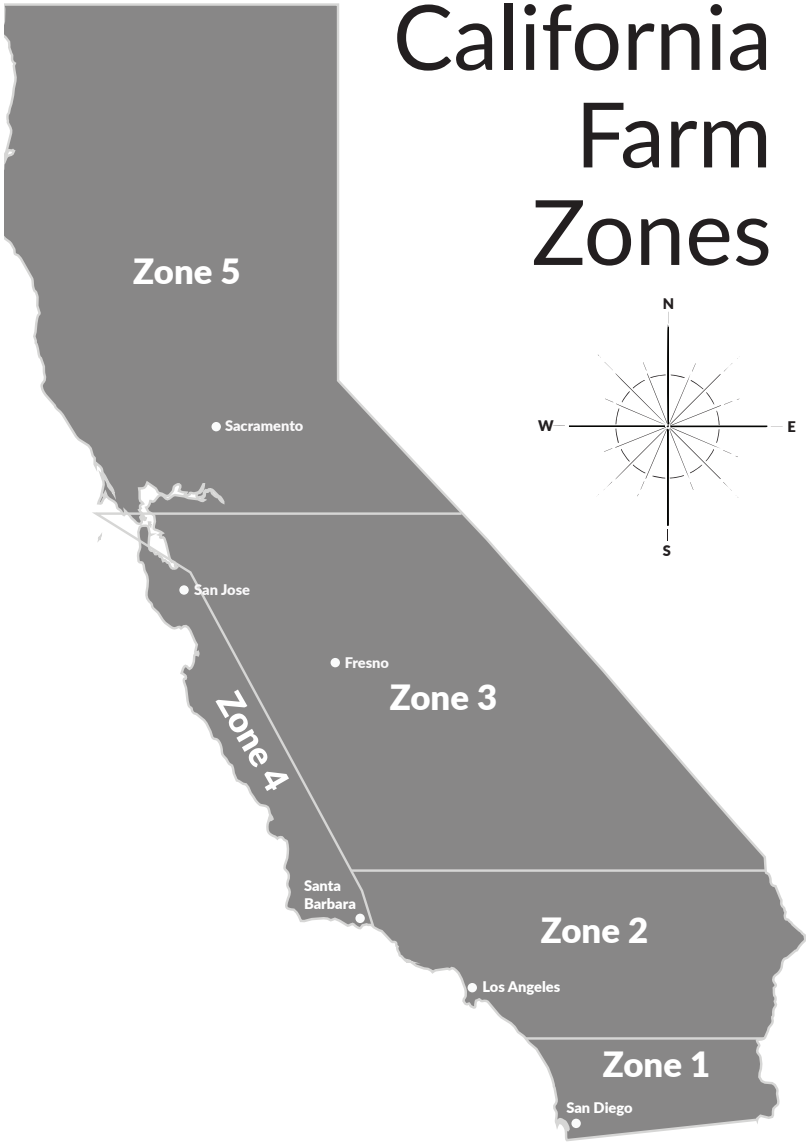 California
Farm
Zones
N
W
E
S
Zone 5
Sacramento
San Jose
Fresno
Zone 3
Zone 4
Santa
Barbara
Zone 2
Los Angeles
Zone 1
San Diego